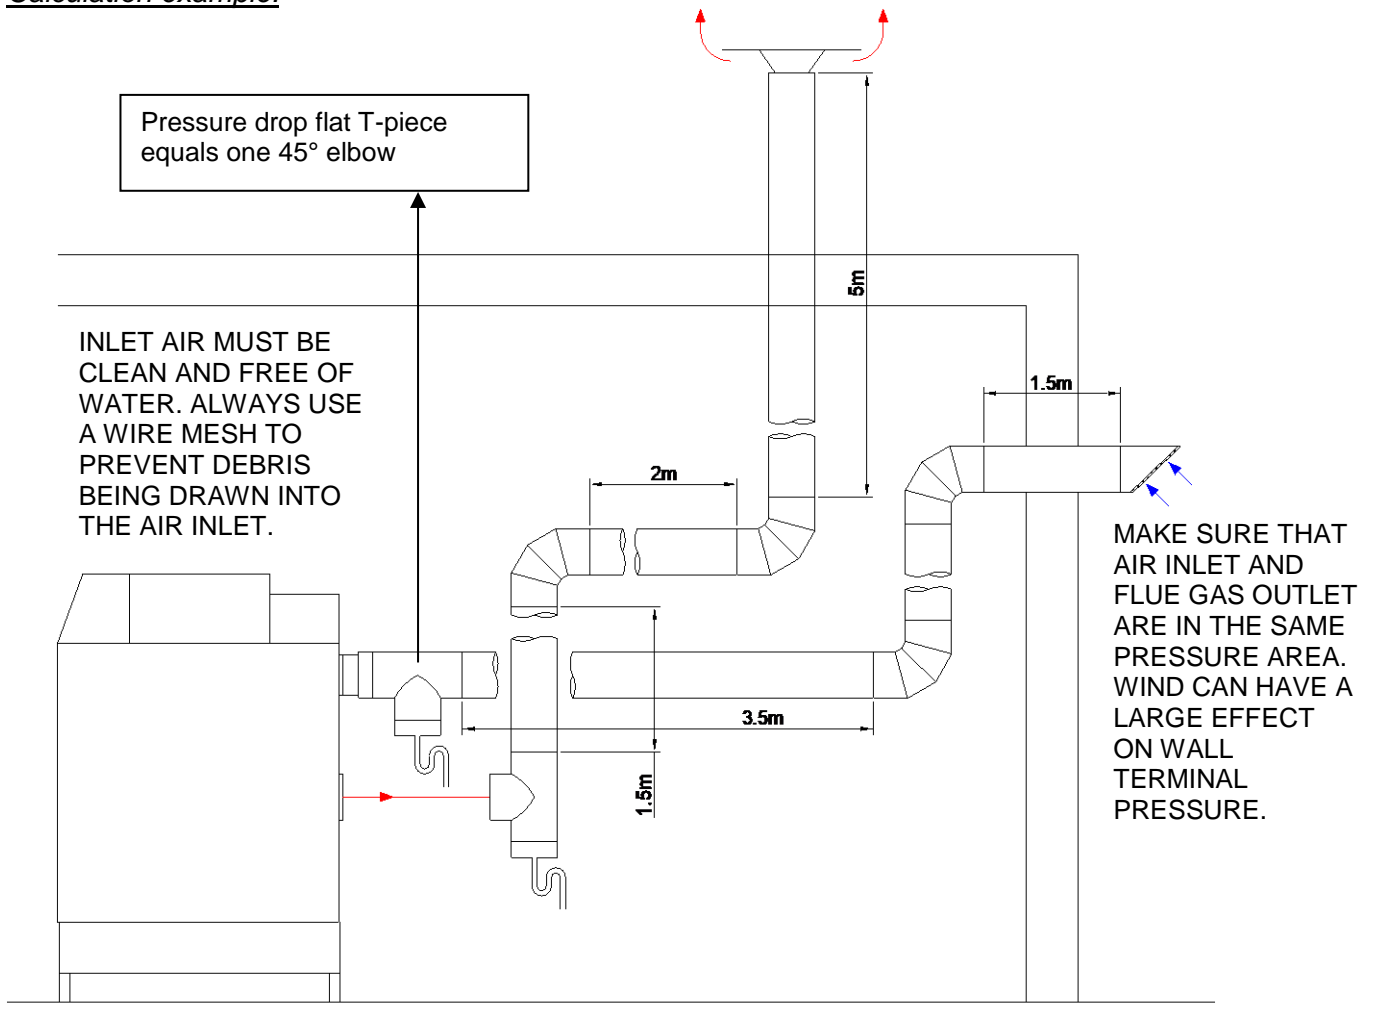 Calculation example:
Pressure drop flat T-piece
equals one 45° elbow
5m
INLET AIR MUST BE
CLEAN AND FREE OF
WATER. ALWAYS USE
A WIRE MESH TO
PREVENT DEBRIS
BEING DRAWN INTO
THE AIR INLET.
1.5m
2m
MAKE SURE THAT
AIR INLET AND
FLUE GAS OUTLET
ARE IN THE SAME
PRESSURE AREA.
WIND CAN HAVE A
LARGE EFFECT
ON WALL
TERMINAL
PRESSURE.
3.5m
1.5m